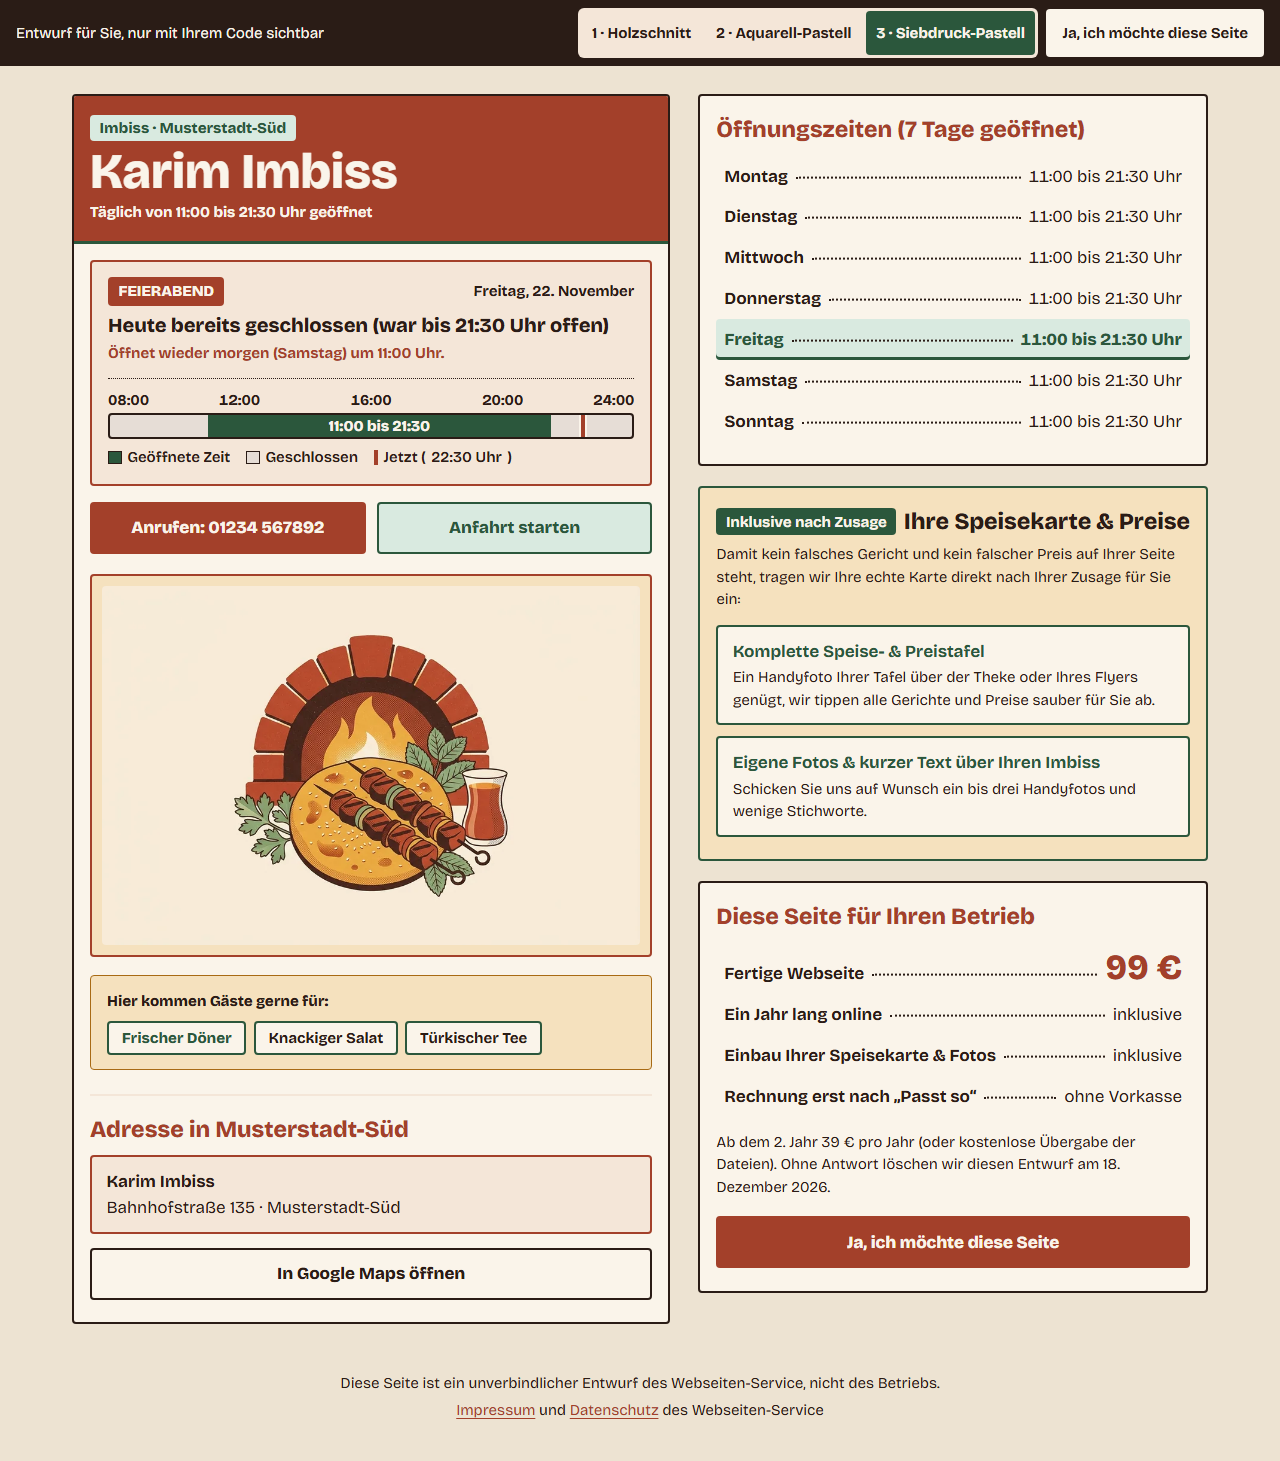 Entwurf für Sie, nur mit Ihrem Code sichtbar
1 · Holzschnitt
2 · Aquarell-Pastell
3 · Siebdruck-Pastell
Ja, ich möchte diese Seite
Imbiss · Musterstadt-Süd
Karim Imbiss
Täglich von 11:00 bis 21:30 Uhr geöffnet
FEIERABEND
Freitag, 22. November
Heute bereits geschlossen (war bis 21:30 Uhr offen)
Öffnet wieder morgen (Samstag) um 11:00 Uhr.
08:00 12:00 16:00 20:00 24:00
11:00 bis 21:30
Geöffnete Zeit
Geschlossen
Jetzt ( 22:30 Uhr )
Anrufen: 01234 567892
Anfahrt starten
Hier kommen Gäste gerne für:
Frischer Döner
Knackiger Salat
Türkischer Tee
Adresse in Musterstadt-Süd
Karim Imbiss
Bahnhofstraße 135 · Musterstadt-Süd
In Google Maps öffnen
Öffnungszeiten (7 Tage geöffnet)
Montag 11:00 bis 21:30 Uhr
Dienstag 11:00 bis 21:30 Uhr
Mittwoch 11:00 bis 21:30 Uhr
Donnerstag 11:00 bis 21:30 Uhr
Freitag 11:00 bis 21:30 Uhr
Samstag 11:00 bis 21:30 Uhr
Sonntag 11:00 bis 21:30 Uhr
Inklusive nach Zusage
Ihre Speisekarte & Preise
Damit kein falsches Gericht und kein falscher Preis auf Ihrer Seite
steht, tragen wir Ihre echte Karte direkt nach Ihrer Zusage für Sie
ein:
Komplette Speise- & Preistafel
Ein Handyfoto Ihrer Tafel über der Theke oder Ihres Flyers
genügt, wir tippen alle Gerichte und Preise sauber für Sie ab.
Eigene Fotos & kurzer Text über Ihren Imbiss
Schicken Sie uns auf Wunsch ein bis drei Handyfotos und
wenige Stichworte.
Diese Seite für Ihren Betrieb
Fertige Webseite 99 €
Ein Jahr lang online inklusive
Einbau Ihrer Speisekarte & Fotos inklusive
Rechnung erst nach „Passt so“ ohne Vorkasse
Ab dem 2. Jahr 39 € pro Jahr (oder kostenlose Übergabe der
Dateien). Ohne Antwort löschen wir diesen Entwurf am 18.
Dezember 2026.
Ja, ich möchte diese Seite
Diese Seite ist ein unverbindlicher Entwurf des Webseiten-Service, nicht des Betriebs.
Impressum und Datenschutz des Webseiten-Service